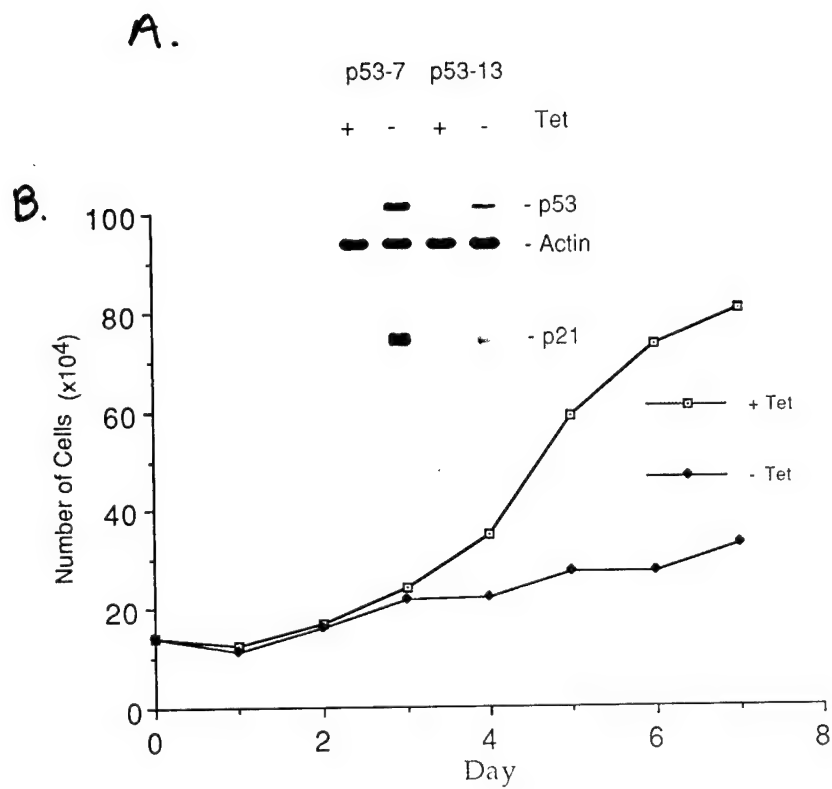 A.
p53-7 p53-13
+ - + - Tet
B.
- p53
- Actin
- p21
100
80
60
40
20
0
Number of Cells (x10⁴)
+ Tet
- Tet
0 2 4 6 8
Day